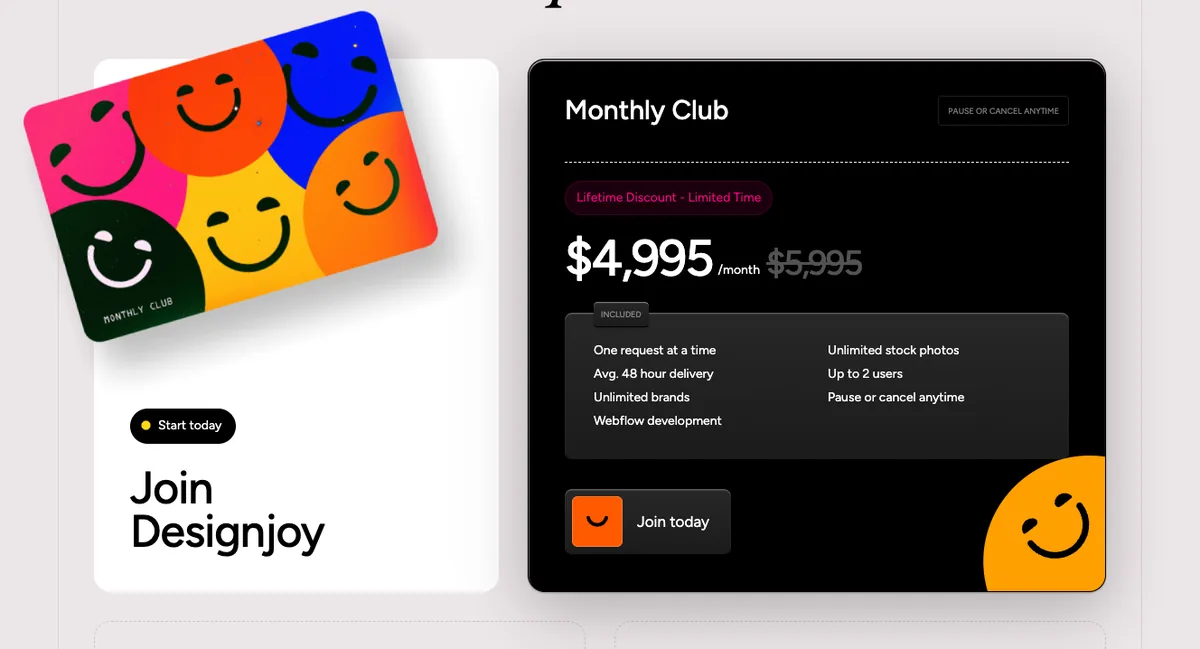 MONTHLY CLUB
Start today
Join
Designjoy
Monthly Club
PAUSE OR CANCEL ANYTIME
Lifetime Discount - Limited Time
$4,995 /month $5,995
INCLUDED
One request at a time
Avg. 48 hour delivery
Unlimited brands
Webflow development
Unlimited stock photos
Up to 2 users
Pause or cancel anytime
Join today